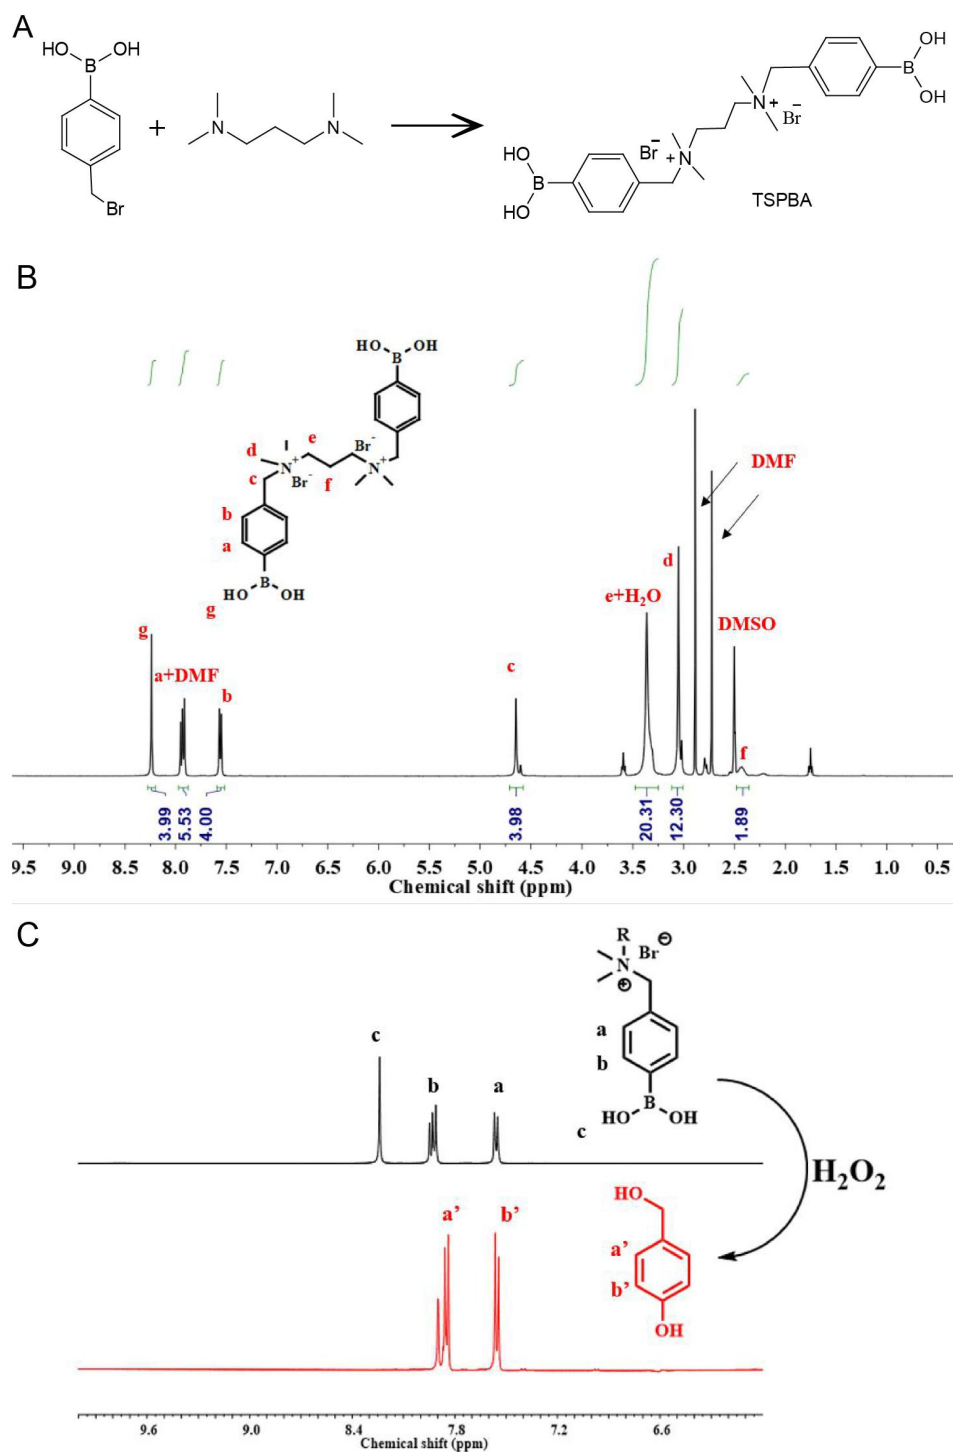 A
HO OH
B
+
N
N
Br
HO
B
HO
Br−
+N
N+
Br−
B
OH
OH
TSPBA
B
HO B OH
d
e
Br-
N+
Br-
f
N+
c
b
a
B
HO OH
g
DMF
d
e+H2O
DMSO
g
a+DMF
b
c
f
3.99
5.53
4.00
3.98
20.31
12.30
1.89
9.5 9.0 8.5 8.0 7.5 7.0 6.5 6.0 5.5 5.0 4.5 4.0 3.5 3.0 2.5 2.0 1.5 1.0 0.5
Chemical shift (ppm)
C
R
Br⊖
N
⊕
c
a
b
b
a
B
HO OH
c
H2O2
HO
a' b'
a'
b'
OH
9.6 9.0 8.4 7.8 7.2 6.6
Chemical shift (ppm)